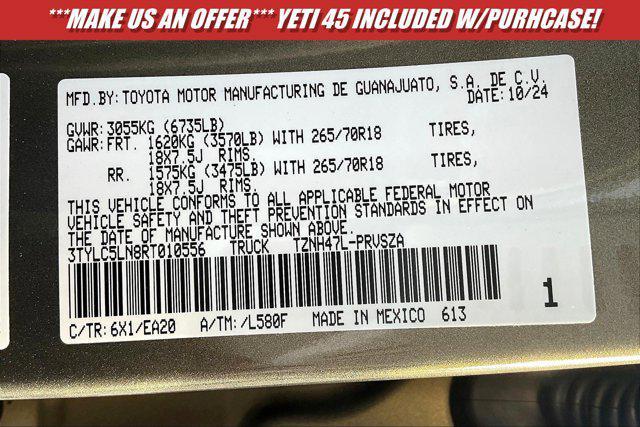 ***MAKE US AN OFFER*** YETI 45 INCLUDED W/PURHCASE!
MFD.BY:TOYOTA MOTOR MANUFACTURING DE GUANAJUATO, S.A. DE C.V.
DATE:10/24
GVWR:3055KG (6735LB)
GAWR:FRT. 1620KG (3570LB) WITH 265/70R18 TIRES,
18X7.5J RIMS.
RR. 1575KG (3475LB) WITH 265/70R18 TIRES,
18X7.5J RIMS.
THIS VEHICLE CONFORMS TO ALL APPLICABLE FEDERAL MOTOR
VEHICLE SAFETY AND THEFT PREVENTION STANDARDS IN EFFECT ON
THE DATE OF MANUFACTURE SHOWN ABOVE.
3TYLC5LN8RT010556 TRUCK TZNH47L-PRVSZA
1
C/TR:6X1/EA20 A/TM:/L580F MADE IN MEXICO 613